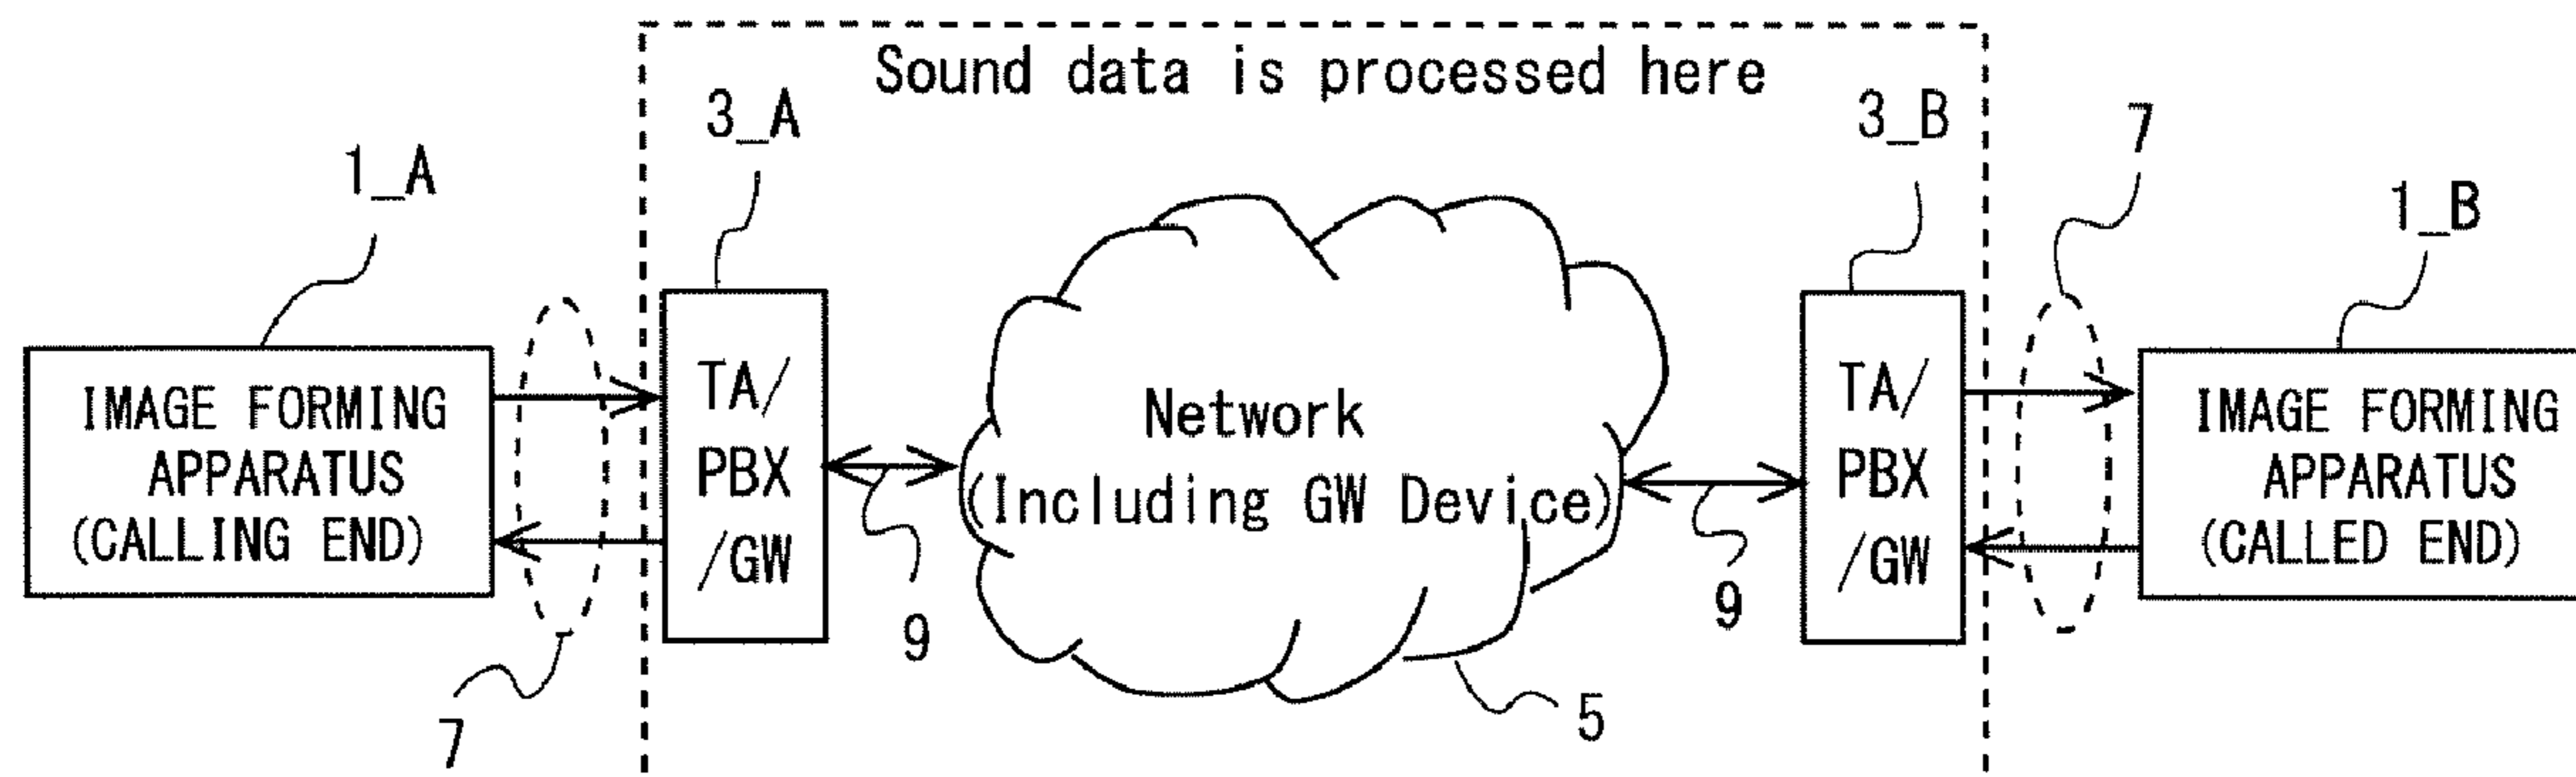 Sound data is processed here
3_A
3_B
7
1_A
1_B
IMAGE FORMING
APPARATUS
(CALLING END)
TA/
PBX
/GW
Network
(Including GW Device)
TA/
PBX
/GW
IMAGE FORMING
APPARATUS
(CALLED END)
9
9
7
5